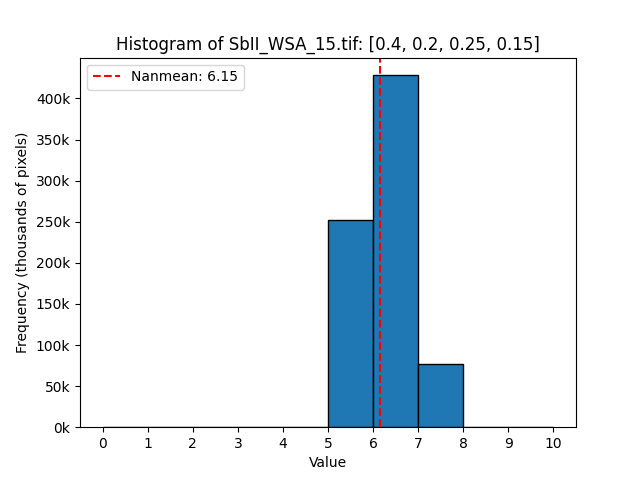 Histogram of SbII_WSA_15.tif: [0.4, 0.2, 0.25, 0.15]
Nanmean: 6.15
Frequency (thousands of pixels)
400k
350k
300k
250k
200k
150k
100k
50k
0k
0 1 2 3 4 5 6 7 8 9 10
Value